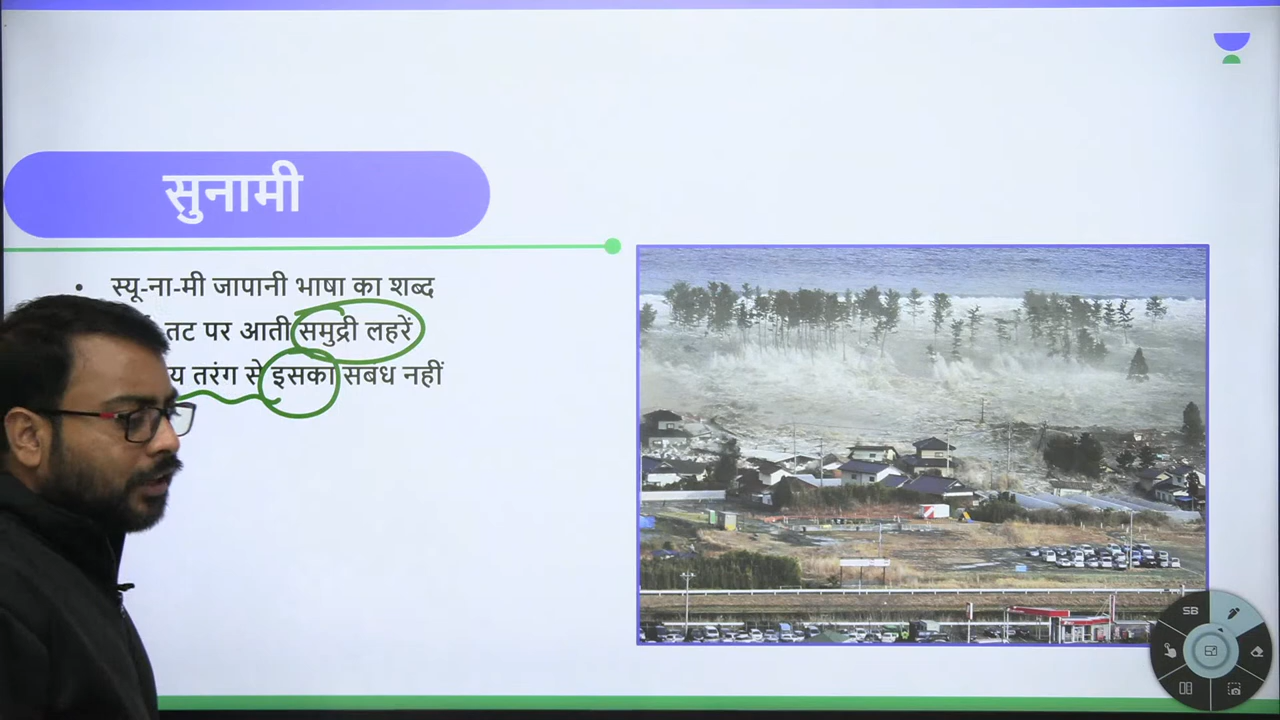 सुनामी
• स्यू-ना-मी जापानी भाषा का शब्द
तट पर आती समुद्री लहरें
तरंग से इसका सबध नहीं
SB